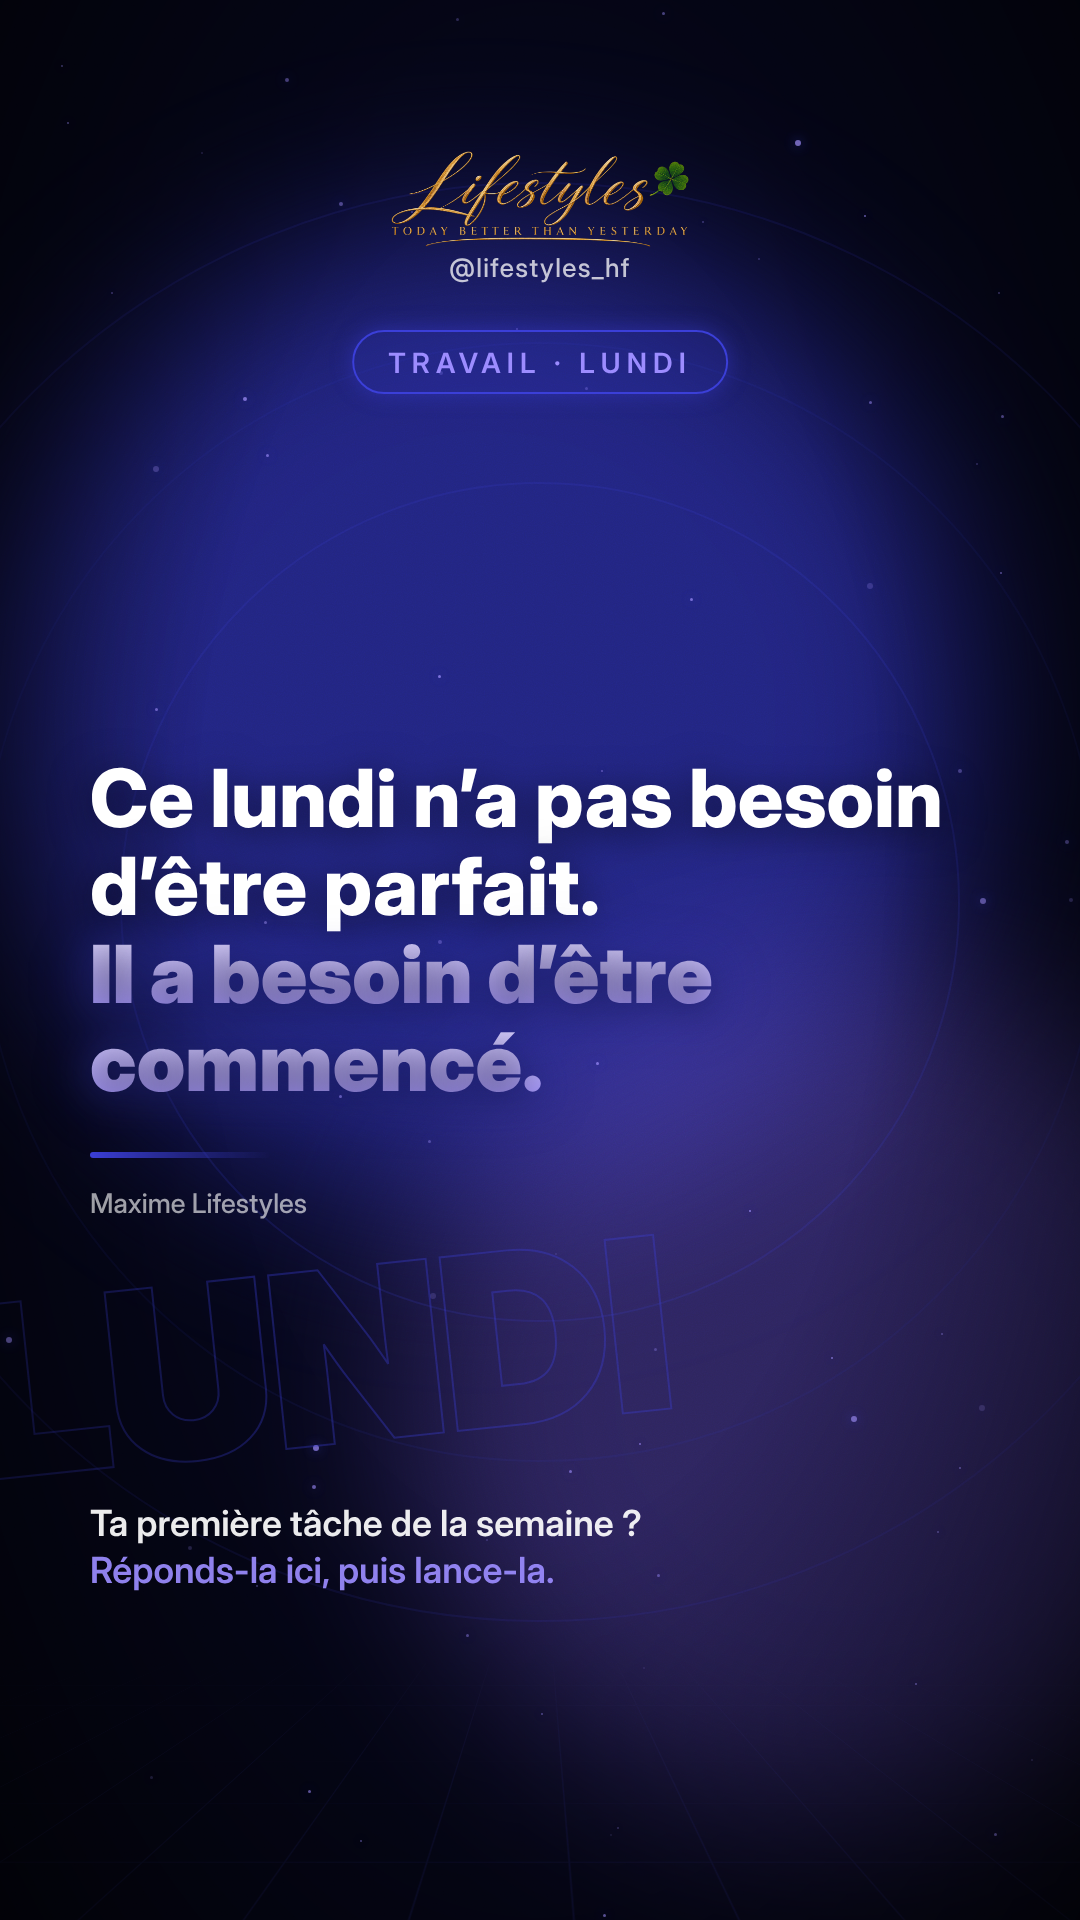 Lifestyles
TODAY BETTER THAN YESTERDAY
@lifestyles_hf
TRAVAIL · LUNDI
Ce lundi n’a pas besoin
d’être parfait.
Il a besoin d’être
commencé.
Maxime Lifestyles
LUNDI
Ta première tâche de la semaine ?
Réponds-la ici, puis lance-la.